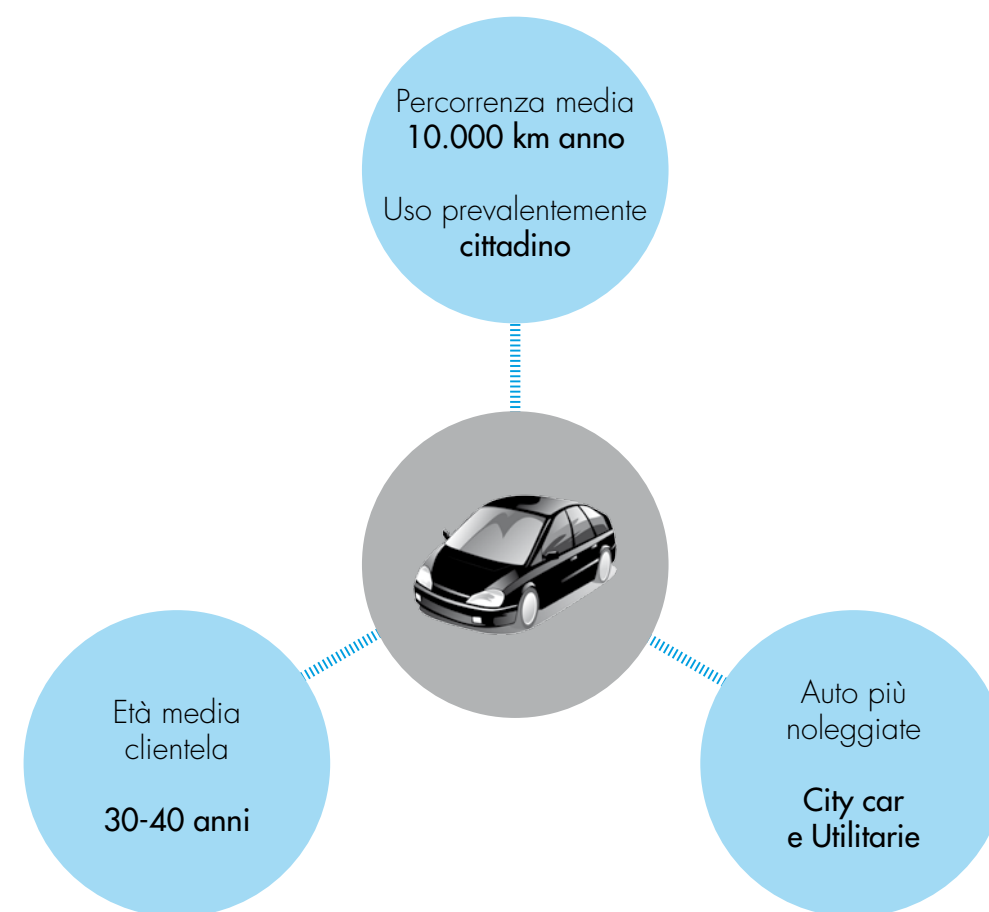 Percorrenza media
10.000 km anno
Uso prevalentemente
cittadino
Età media
clientela
30-40 anni
Auto più
noleggiate
City car
e Utilitarie